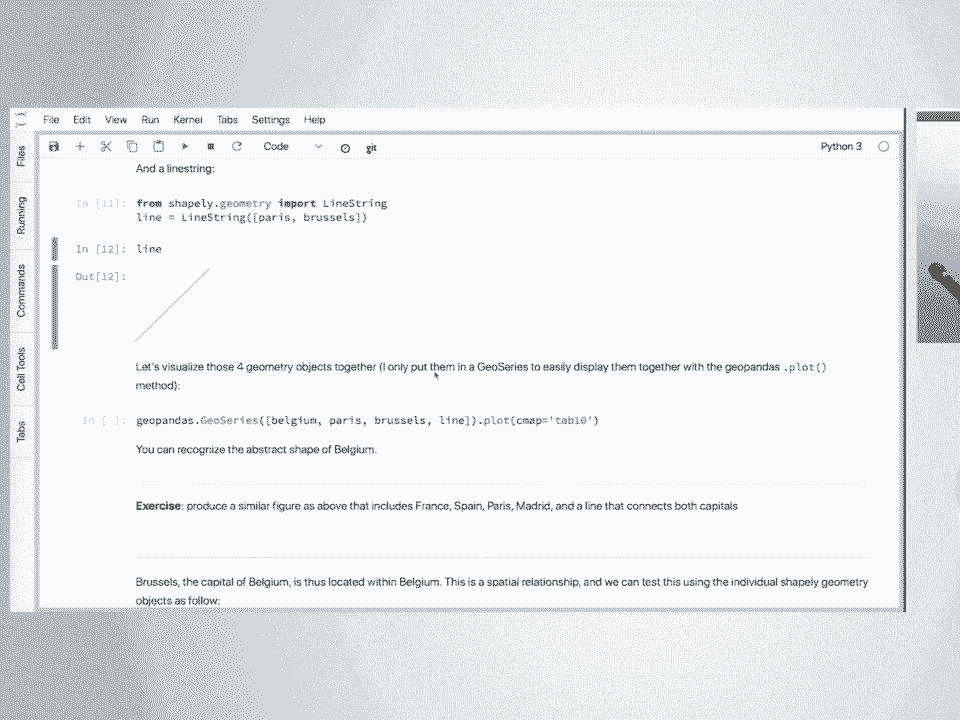 File Edit View Run Kernel Tabs Settings Help
Files
Running
Commands
Cell Tools
Tabs
Code
git
Python 3
And a linestring:
In [11]: from shapely.geometry import LineString
line = LineString([paris, brussels])
In [12]: line
Out[12]:
Let's visualize those 4 geometry objects together (I only put them in a GeoSeries to easily display them together with the geopandas .plot()
method):
In [ ]: geopandas.GeoSeries([belgium, paris, brussels, line]).plot(cmap='tab10')
You can recognize the abstract shape of Belgium.
Exercise: produce a similar figure as above that includes France, Spain, Paris, Madrid, and a line that connects both capitals
Brussels, the capital of Belgium, is thus located within Belgium. This is a spatial relationship, and we can test this using the individual shapely geometry
objects as follow: